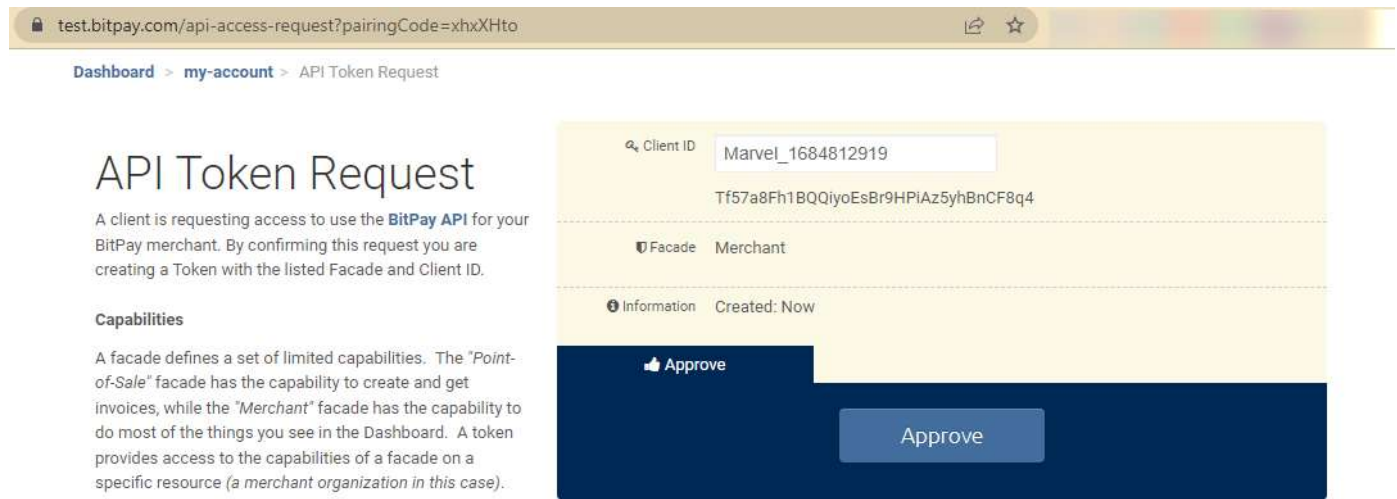 test.bitpay.com/api-access-request?pairingCode=xhxXHto
Dashboard > my-account > API Token Request
API Token Request
A client is requesting access to use the BitPay API for your
BitPay merchant. By confirming this request you are
creating a Token with the listed Facade and Client ID.
Capabilities
A facade defines a set of limited capabilities. The "Point-
of-Sale" facade has the capability to create and get
invoices, while the "Merchant" facade has the capability to
do most of the things you see in the Dashboard. A token
provides access to the capabilities of a facade on a
specific resource (a merchant organization in this case).
Client ID Marvel_1684812919
Tf57a8Fh1BQQiyoEsBr9HPiAz5yhBnCF8q4
Facade Merchant
Information Created: Now
Approve
Approve